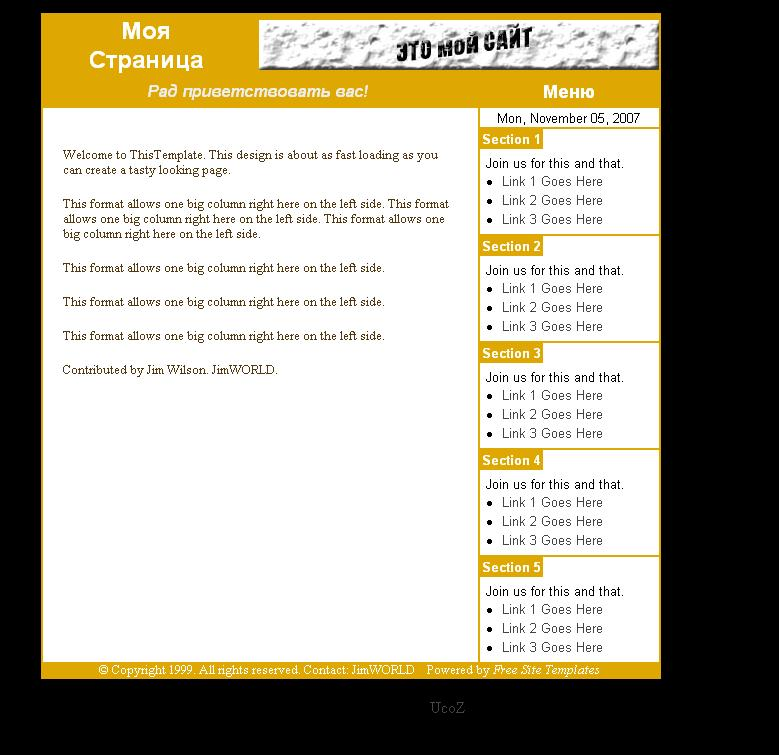 Моя
Страница
ЭТО МОЙ САЙТ
Рад приветствовать вас!
Меню
Mon, November 05, 2007
Welcome to ThisTemplate. This design is about as fast loading as you
can create a tasty looking page.
This format allows one big column right here on the left side. This format
allows one big column right here on the left side. This format allows one
big column right here on the left side.
This format allows one big column right here on the left side.
This format allows one big column right here on the left side.
This format allows one big column right here on the left side.
Contributed by Jim Wilson. JimWORLD.
Section 1
Join us for this and that.
Link 1 Goes Here
Link 2 Goes Here
Link 3 Goes Here
Section 2
Join us for this and that.
Link 1 Goes Here
Link 2 Goes Here
Link 3 Goes Here
Section 3
Join us for this and that.
Link 1 Goes Here
Link 2 Goes Here
Link 3 Goes Here
Section 4
Join us for this and that.
Link 1 Goes Here
Link 2 Goes Here
Link 3 Goes Here
Section 5
Join us for this and that.
Link 1 Goes Here
Link 2 Goes Here
Link 3 Goes Here
© Copyright 1999. All rights reserved. Contact: JimWORLD Powered by Free Site Templates
UcoZ